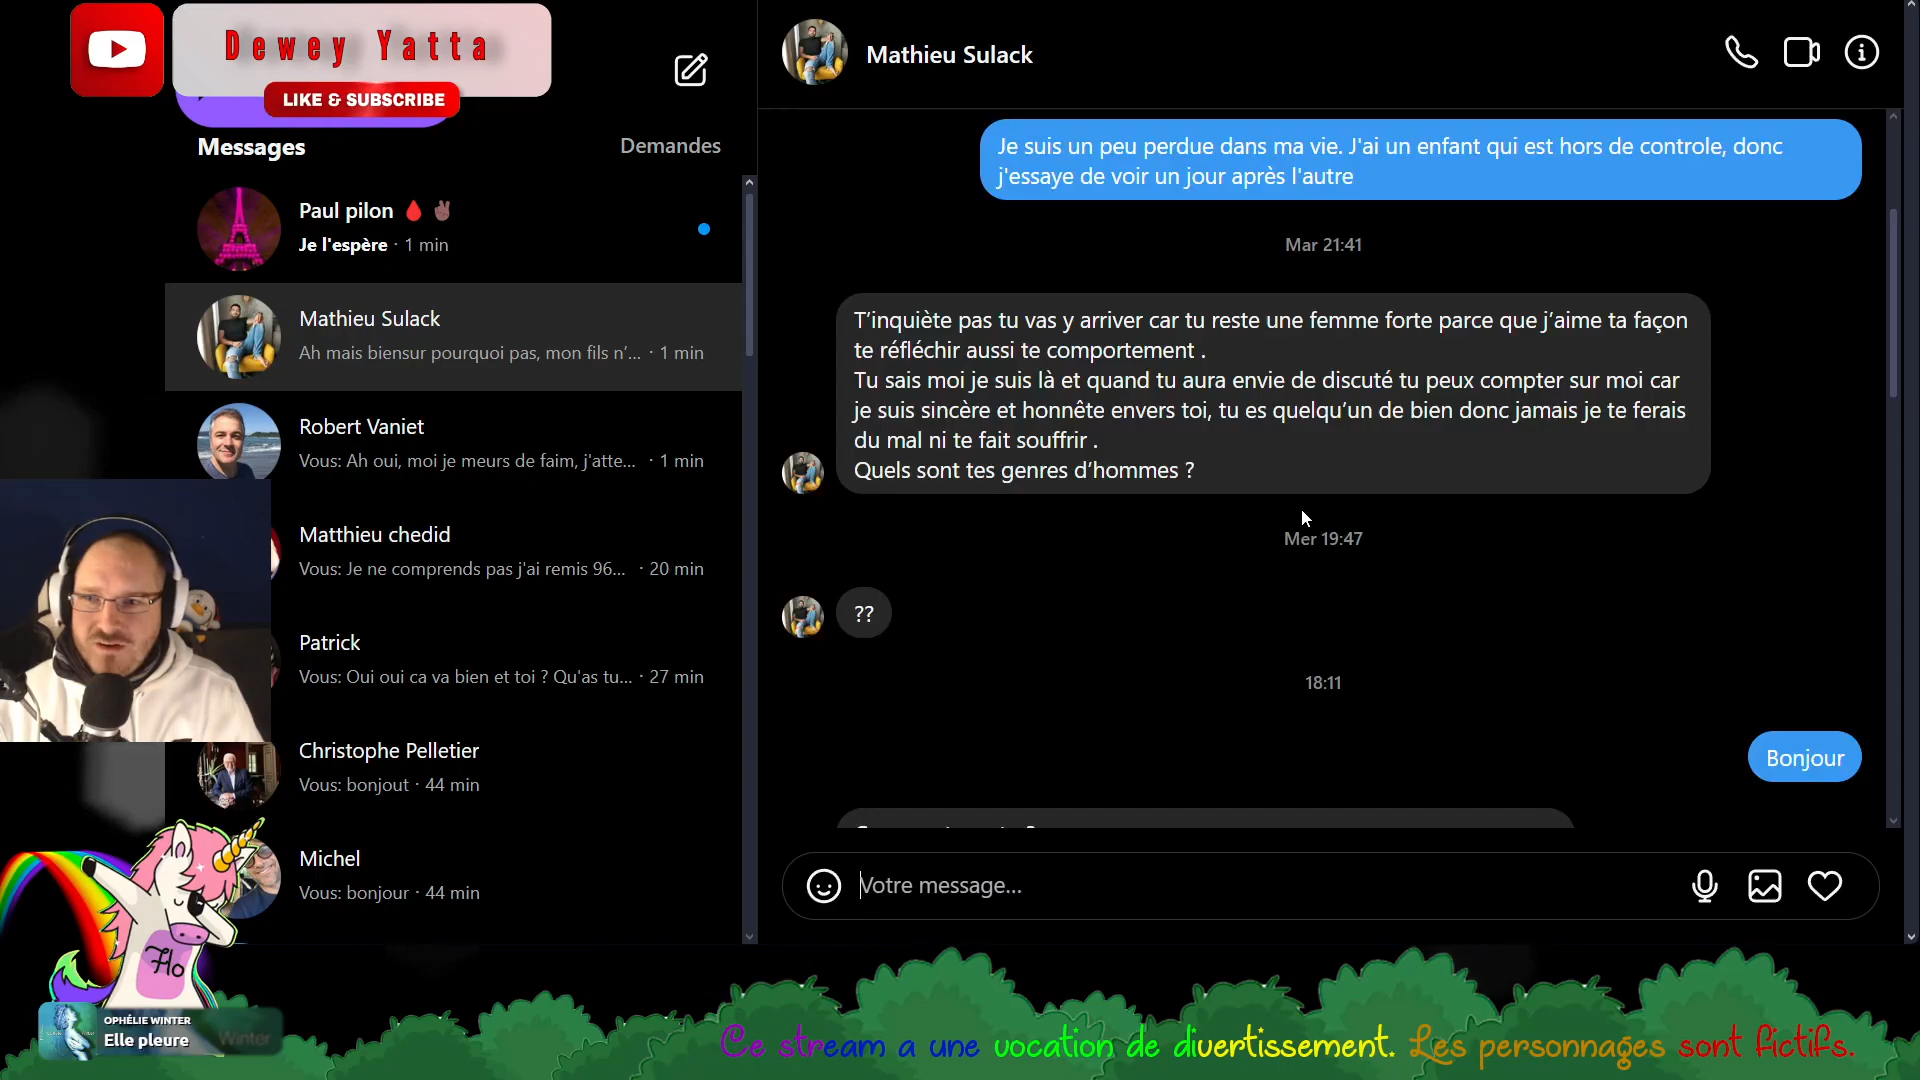 Dewey Yatta
LIKE & SUBSCRIBE
Messages
Demandes
Paul pilon
Je l'espère · 1 min
Mathieu Sulack
Ah mais biensur pourquoi pas, mon fils n'... · 1 min
Robert Vaniet
Vous: Ah oui, moi je meurs de faim, j'atte... · 1 min
Matthieu chedid
Vous: Je ne comprends pas j'ai remis 96... · 20 min
Patrick
Vous: Oui oui ca va bien et toi ? Qu'as tu... · 27 min
Christophe Pelletier
Vous: bonjout · 44 min
Michel
Vous: bonjour · 44 min
Mathieu Sulack
Je suis un peu perdue dans ma vie. J'ai un enfant qui est hors de controle, donc
j'essaye de voir un jour après l'autre
Mar 21:41
T'inquiète pas tu vas y arriver car tu reste une femme forte parce que j'aime ta façon
te réfléchir aussi te comportement .
Tu sais moi je suis là et quand tu aura envie de discuté tu peux compter sur moi car
je suis sincère et honnête envers toi, tu es quelqu'un de bien donc jamais je te ferais
du mal ni te fait souffrir .
Quels sont tes genres d'hommes ?
Mer 19:47
??
18:11
Bonjour
Votre message...
Flo
OPHÉLIE WINTER
Elle pleure
Winter
Ce stream a une vocation de divertissement. Les personnages sont fictifs.